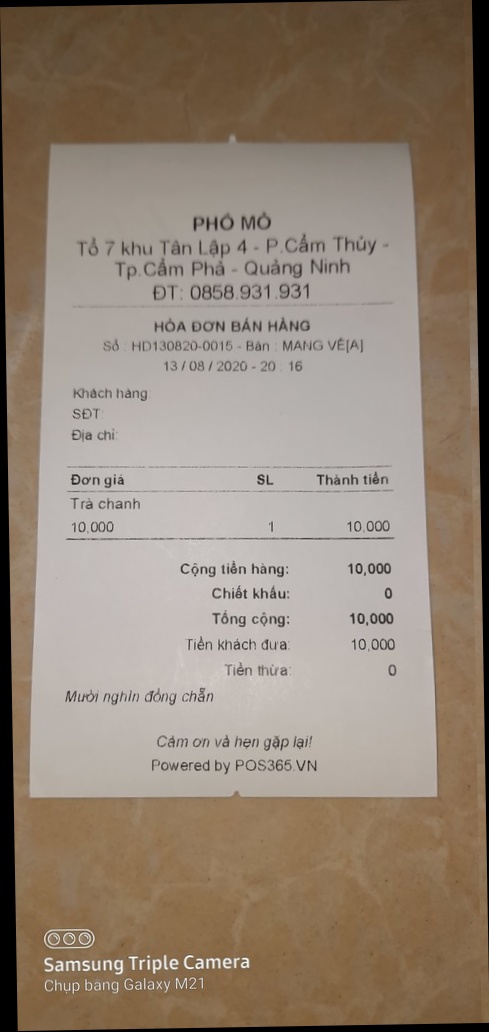 PHỐ MỎ
Tổ 7 khu Tân Lập 4 - P.Cẩm Thủy -
Tp.Cẩm Phả - Quảng Ninh
ĐT: 0858.931.931
HÓA ĐƠN BÁN HÀNG
Số : HD130820-0015 - Bàn : MANG VỀ[A]
13 / 08 / 2020 - 20 : 16
Khách hàng:
SĐT:
Địa chỉ:
Đơn giá SL Thành tiền
Trà chanh
10,000 1 10,000
Cộng tiền hàng: 10,000
Chiết khấu: 0
Tổng cộng: 10,000
Tiền khách đưa: 10,000
Tiền thừa: 0
Mười nghìn đồng chẵn
Cảm ơn và hẹn gặp lại!
Powered by POS365.VN
Samsung Triple Camera
Chụp bằng Galaxy M21